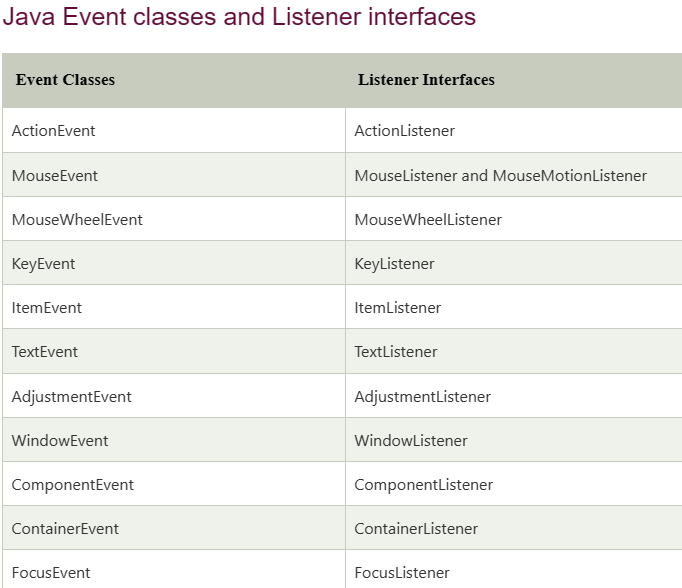 Java Event classes and Listener interfaces
Event Classes Listener Interfaces
ActionEvent ActionListener
MouseEvent MouseListener and MouseMotionListener
MouseWheelEvent MouseWheelListener
KeyEvent KeyListener
ItemEvent ItemListener
TextEvent TextListener
AdjustmentEvent AdjustmentListener
WindowEvent WindowListener
ComponentEvent ComponentListener
ContainerEvent ContainerListener
FocusEvent FocusListener